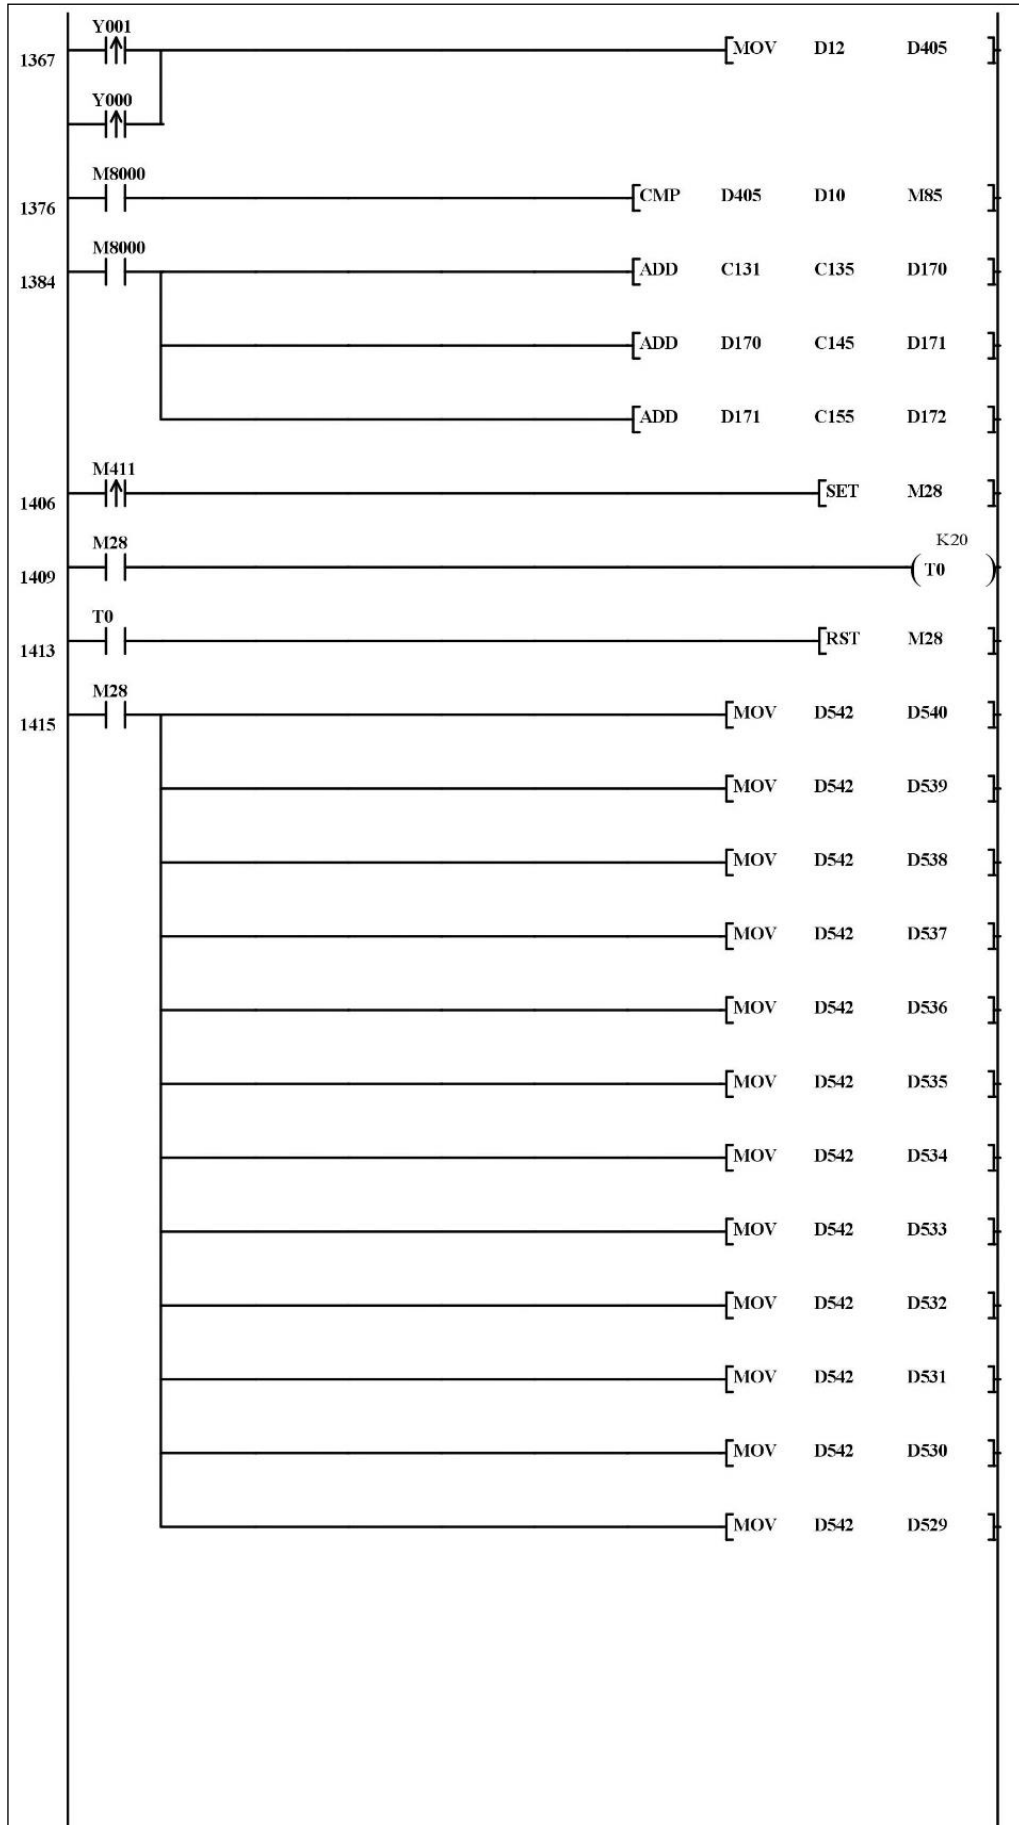 Y001
1367 MOV D12 D405
Y000
M8000
1376 CMP D405 D10 M85
M8000
1384 ADD C131 C135 D170
ADD D170 C145 D171
ADD D171 C155 D172
M411
1406 SET M28
M28 K20
1409 T0
T0
1413 RST M28
M28
1415 MOV D542 D540
MOV D542 D539
MOV D542 D538
MOV D542 D537
MOV D542 D536
MOV D542 D535
MOV D542 D534
MOV D542 D533
MOV D542 D532
MOV D542 D531
MOV D542 D530
MOV D542 D529